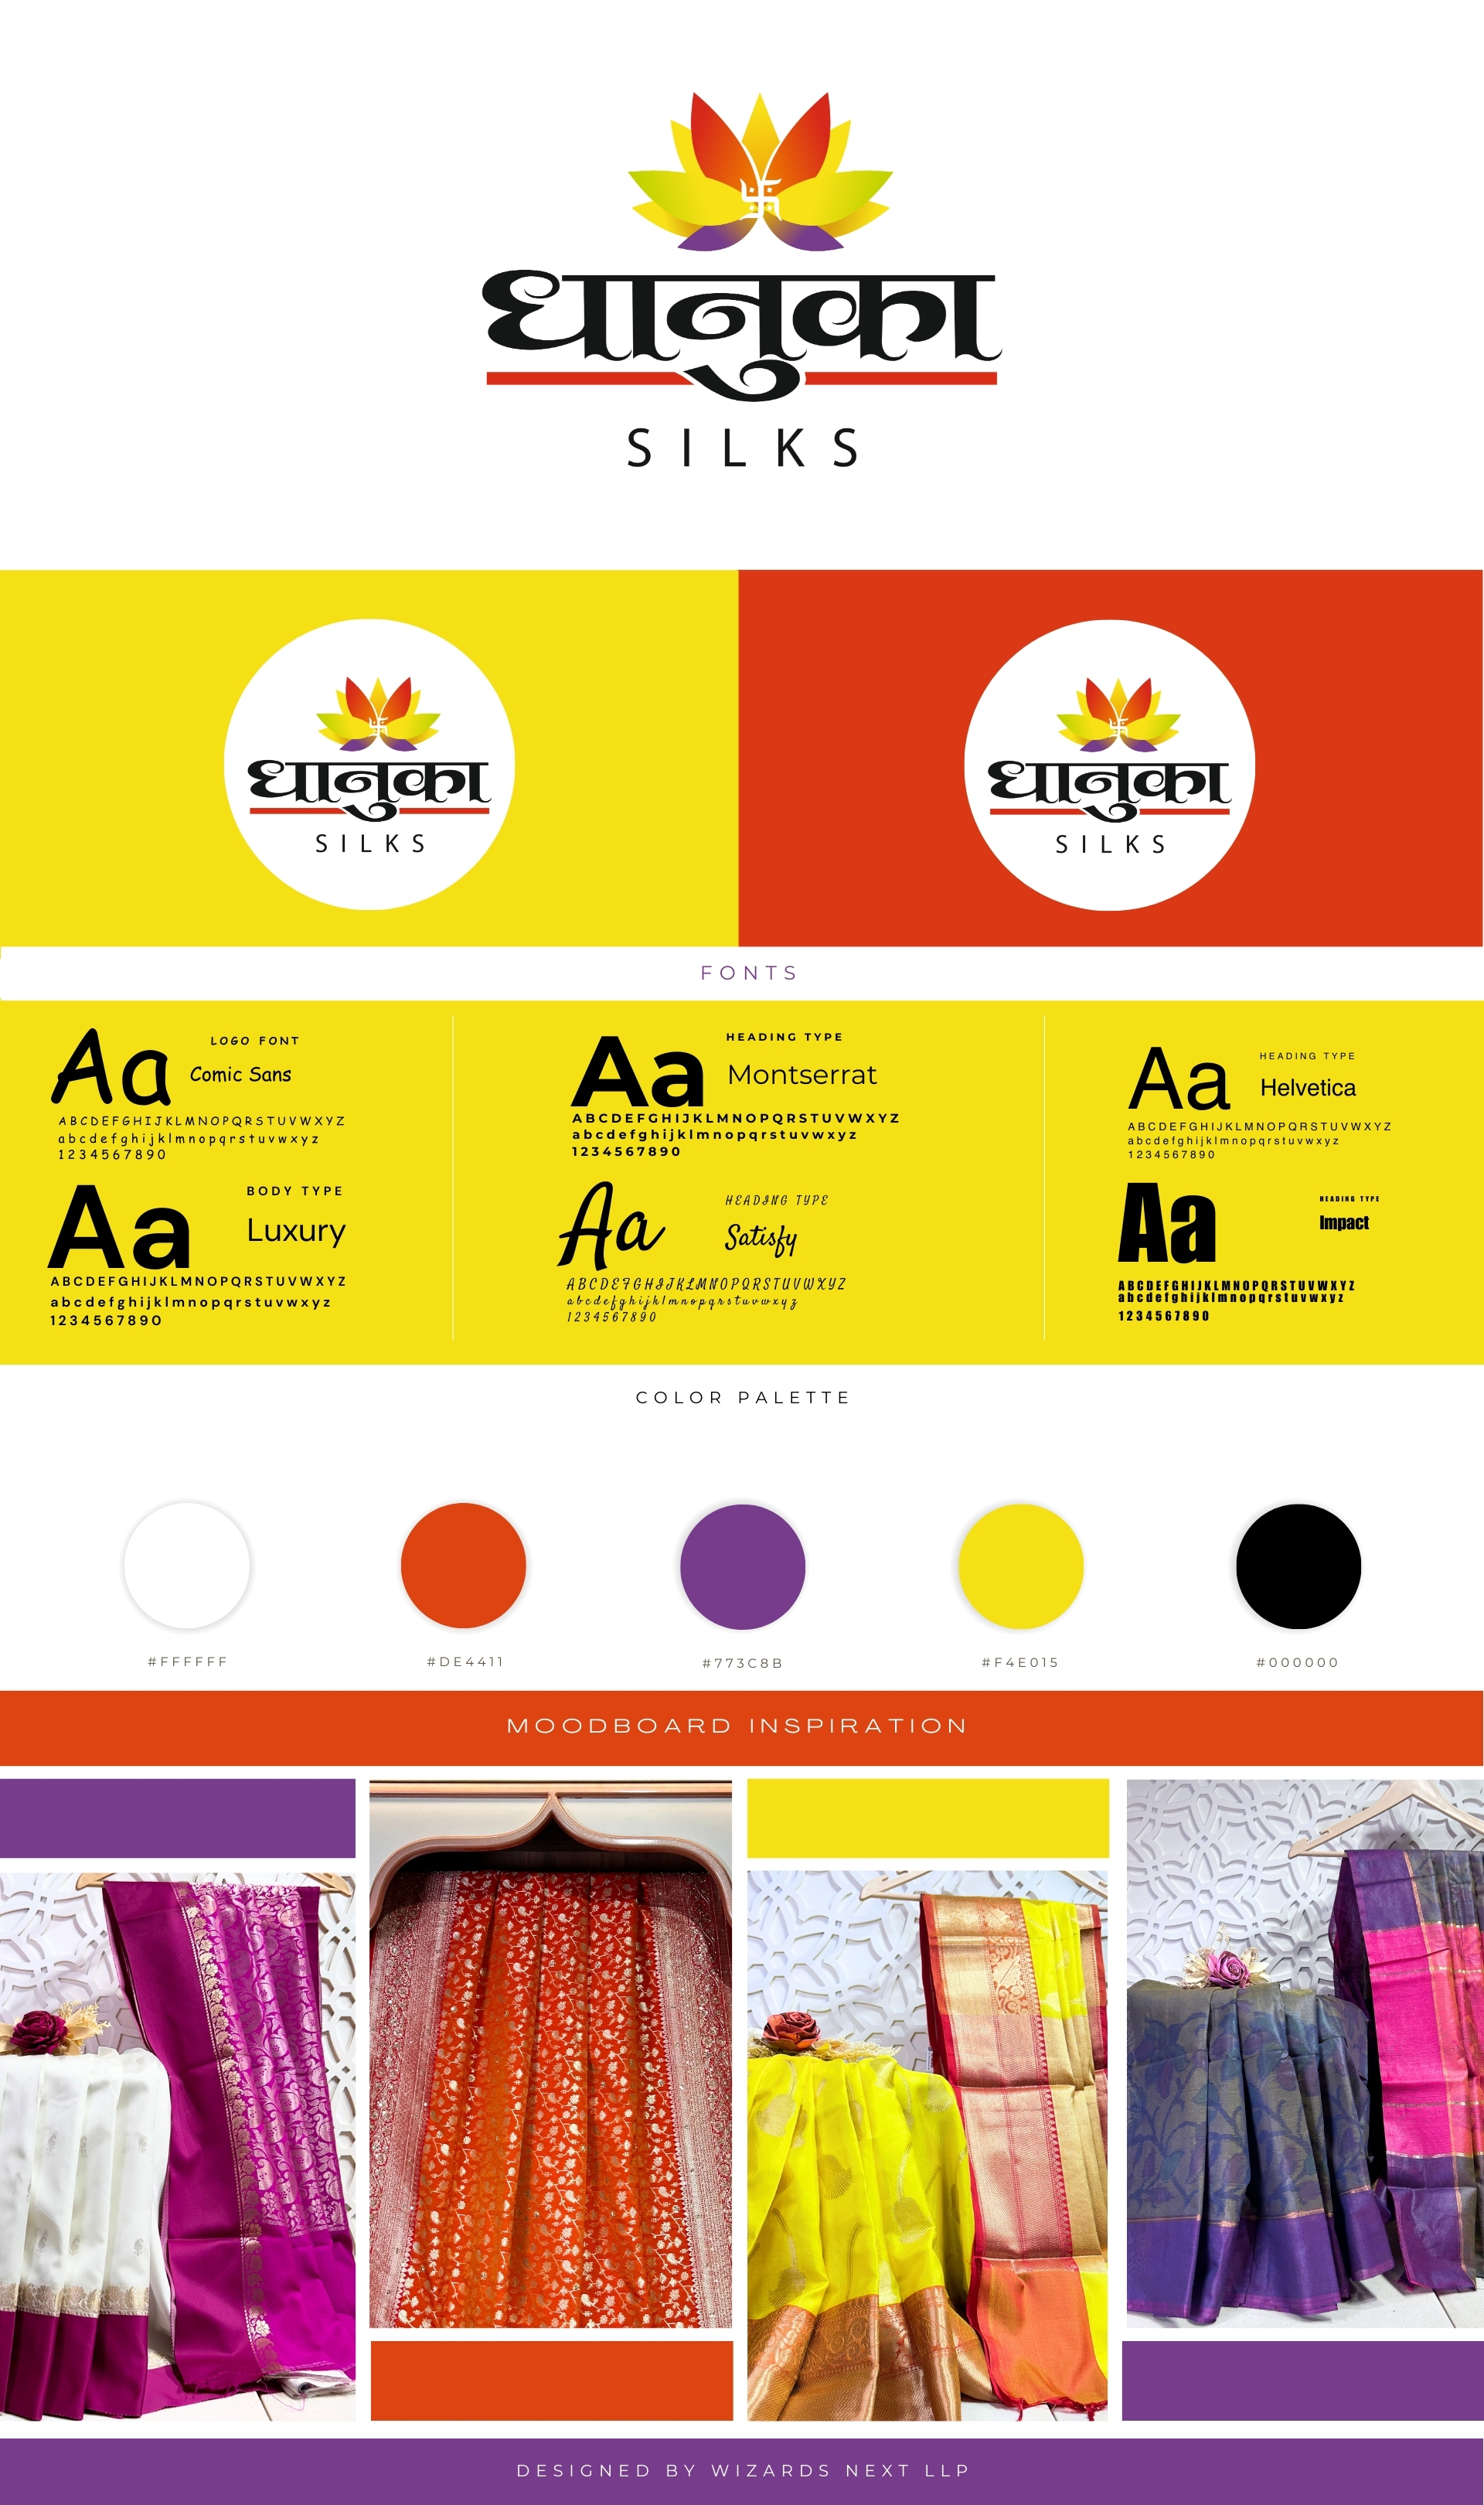 धानुका
SILKS
धानुका
SILKS
धानुका
SILKS
FONTS
Aa
LOGO FONT
Comic Sans
ABCDEFGHIJKLMNOPQRSTUVWXYZ
abcdefghijklmnopqrstuvwxyz
1234567890
Aa
BODY TYPE
Luxury
ABCDEFGHIJKLMNOPQRSTUVWXYZ
abcdefghijklmnopqrstuvwxyz
1234567890
Aa
HEADING TYPE
Montserrat
ABCDEFGHIJKLMNOPQRSTUVWXYZ
abcdefghijklmnopqrstuvwxyz
1234567890
Aa
HEADING TYPE
Satisfy
ABCDEFGHIJKLMNOPQRSTUVWXYZ
abcdefghijklmnopqrstuvwxyz
1234567890
Aa
HEADING TYPE
Helvetica
ABCDEFGHIJKLMNOPQRSTUVWXYZ
abcdefghijklmnopqrstuvwxyz
1234567890
Aa
HEADING TYPE
Impact
ABCDEFGHIJKLMNOPQRSTUVWXYZ
abcdefghijklmnopqrstuvwxyz
1234567890
COLOR PALETTE
#FFFFFF
#DE4411
#773C8B
#F4E015
#000000
MOODBOARD INSPIRATION
DESIGNED BY WIZARDS NEXT LLP